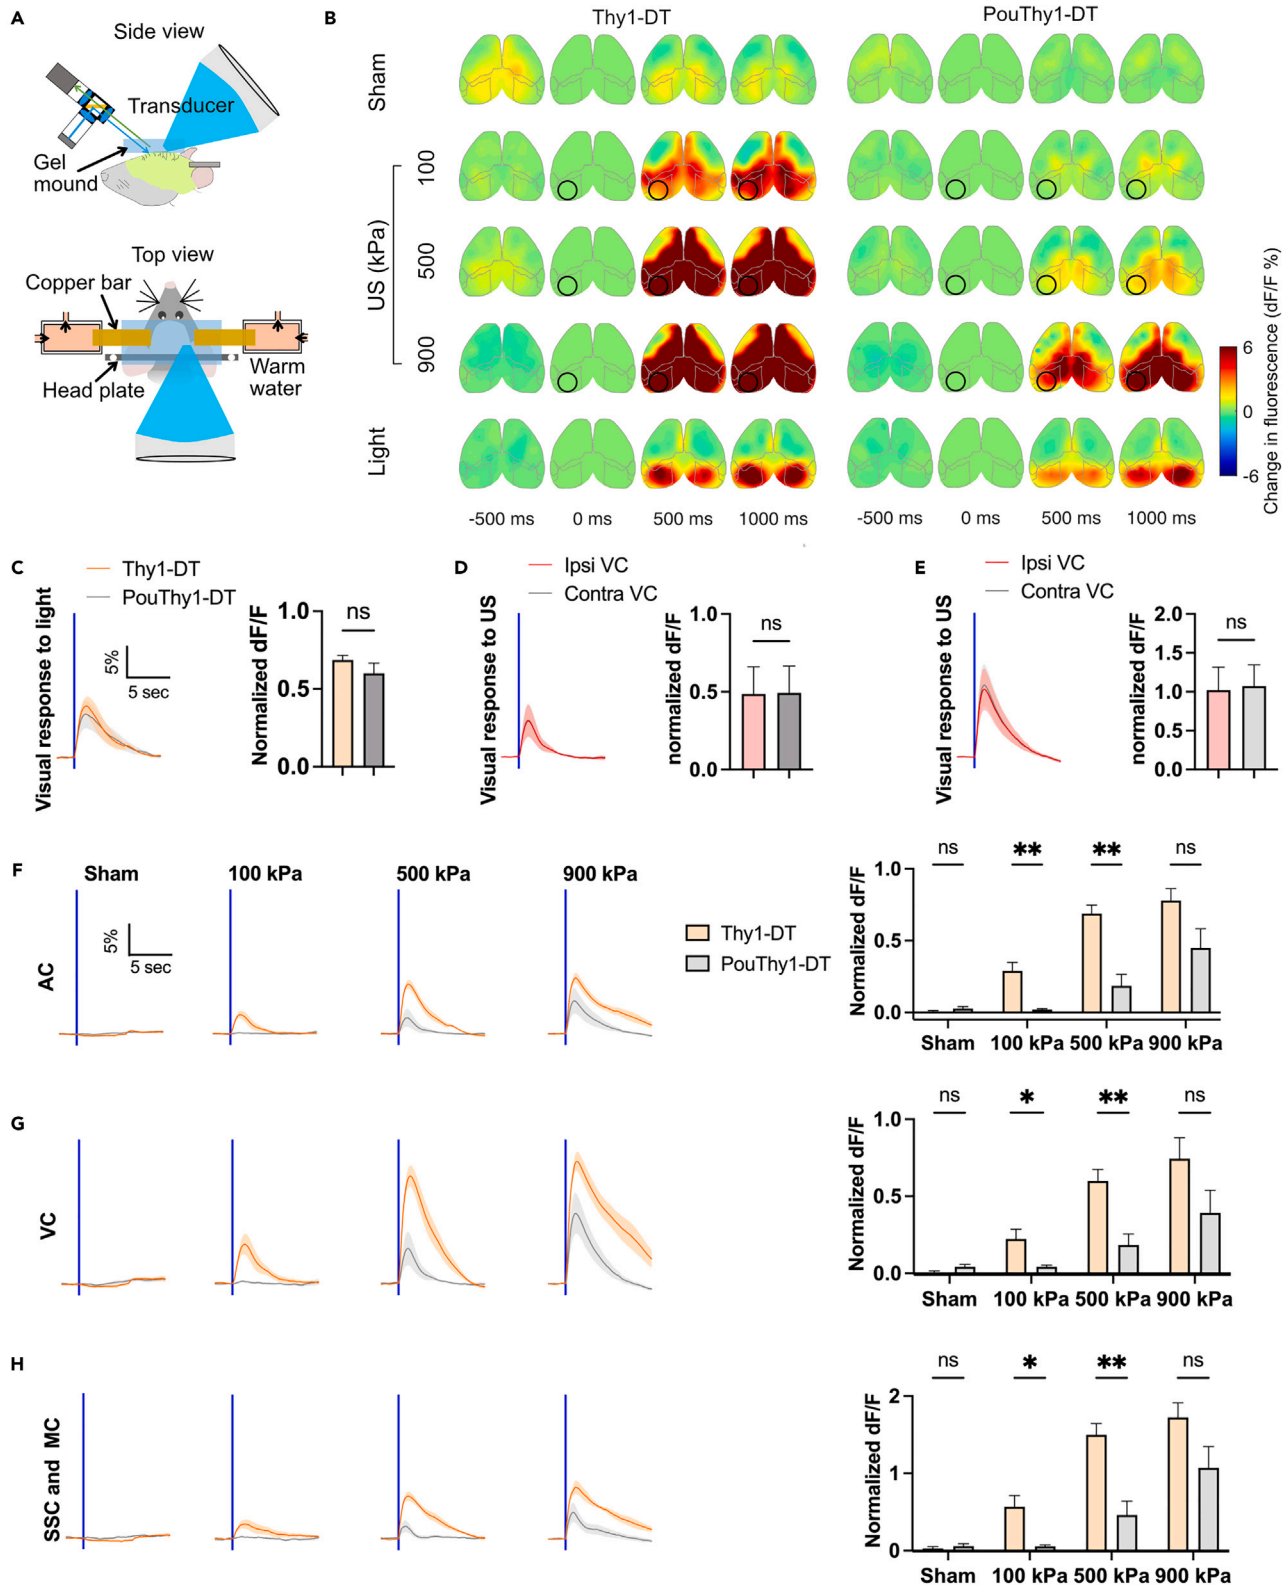 A
Side view
Transducer
Gel
mound
Top view
Copper bar
Head plate
Warm
water
B
Thy1-DT
PouThy1-DT
Sham
US (kPa)
100
500
900
Light
-500 ms
0 ms
500 ms
1000 ms
-500 ms
0 ms
500 ms
1000 ms
6
0
-6
Change in fluorescence (dF/F %)
C
Thy1-DT
PouThy1-DT
Visual response to light
5%
5 sec
Normalized dF/F
1.0
0.5
0.0
ns
D
Ipsi VC
Contra VC
Visual response to US
normalized dF/F
1.0
0.5
0.0
ns
E
Ipsi VC
Contra VC
Visual response to US
normalized dF/F
2.0
1.5
1.0
0.5
0.0
ns
F
Sham
100 kPa
500 kPa
900 kPa
AC
5%
5 sec
Thy1-DT
PouThy1-DT
Normalized dF/F
1.0
0.5
0.0
ns
**
**
ns
Sham
100 kPa
500 kPa
900 kPa
G
VC
Normalized dF/F
1.0
0.5
0.0
ns
*
**
ns
Sham
100 kPa
500 kPa
900 kPa
H
SSC and MC
Normalized dF/F
2
1
0
ns
*
**
ns
Sham
100 kPa
500 kPa
900 kPa